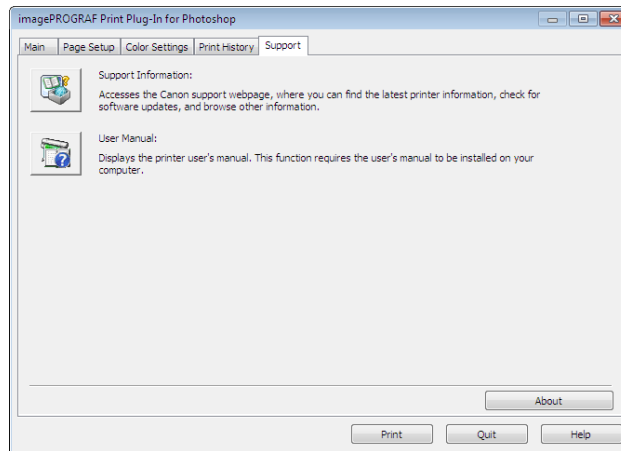 imagePROGRAF Print Plug-In for Photoshop
Main Page Setup Color Settings Print History Support
Support Information:
Accesses the Canon support webpage, where you can find the latest printer information, check for
software updates, and browse other information.
User Manual:
Displays the printer user's manual. This function requires the user's manual to be installed on your
computer.
About
Print Quit Help